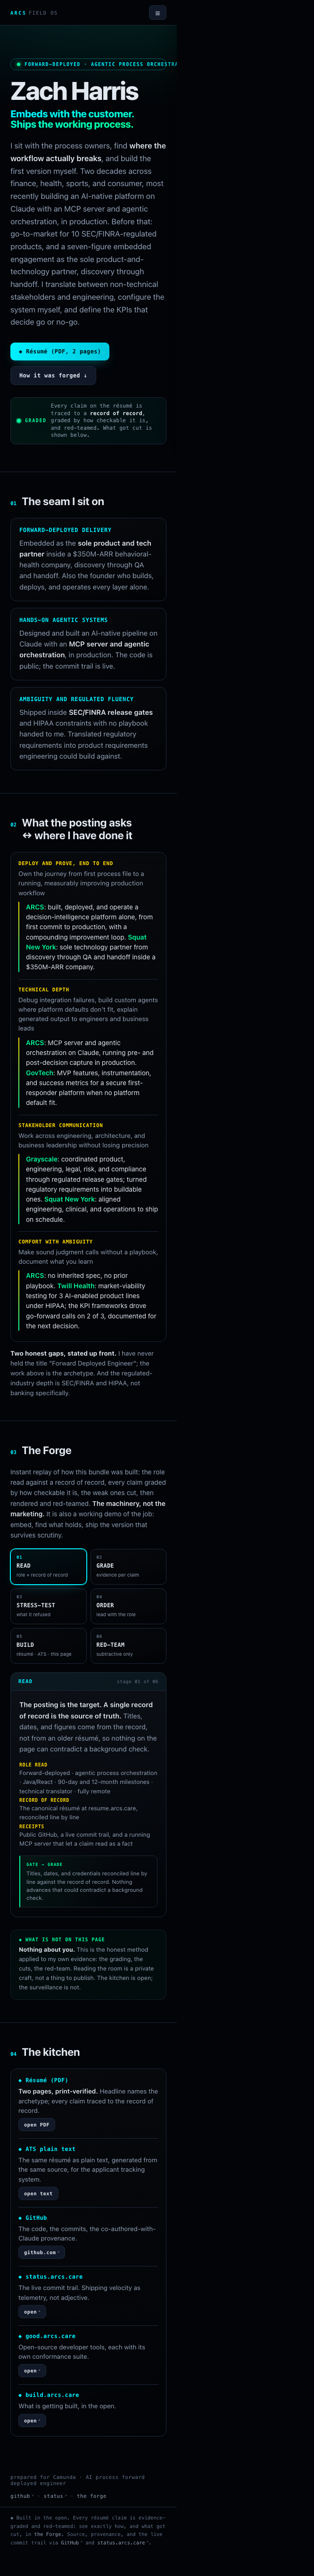 ARCS FIELD OS
≡
FORWARD-DEPLOYED · AGENTIC PROCESS ORCHESTRA
Zach Harris
Embeds with the customer.
Ships the working process.
I sit with the process owners, find where the
workflow actually breaks, and build the
first version myself. Two decades across
finance, health, sports, and consumer, most
recently building an AI-native platform on
Claude with an MCP server and agentic
orchestration, in production. Before that:
go-to-market for 10 SEC/FINRA-regulated
products, and a seven-figure embedded
engagement as the sole product-and-
technology partner, discovery through
handoff. I translate between non-technical
stakeholders and engineering, configure the
system myself, and define the KPIs that
decide go or no-go.
◆ Résumé (PDF, 2 pages)
How it was forged ↓
GRADED
Every claim on the résumé is
traced to a record of record,
graded by how checkable it is,
and red-teamed. What got cut is
shown below.
01 The seam I sit on
FORWARD-DEPLOYED DELIVERY
Embedded as the sole product and tech
partner inside a $350M-ARR behavioral-
health company, discovery through QA
and handoff. Also the founder who builds,
deploys, and operates every layer alone.
HANDS-ON AGENTIC SYSTEMS
Designed and built an AI-native pipeline on
Claude with an MCP server and agentic
orchestration, in production. The code is
public; the commit trail is live.
AMBIGUITY AND REGULATED FLUENCY
Shipped inside SEC/FINRA release gates
and HIPAA constraints with no playbook
handed to me. Translated regulatory
requirements into product requirements
engineering could build against.
02 What the posting asks
↔ where I have done it
DEPLOY AND PROVE, END TO END
Own the journey from first process file to a
running, measurably improving production
workflow
ARCS: built, deployed, and operate a
decision-intelligence platform alone, from
first commit to production, with a
compounding improvement loop. Squat
New York: sole technology partner from
discovery through QA and handoff inside a
$350M-ARR company.
TECHNICAL DEPTH
Debug integration failures, build custom agents
where platform defaults don't fit, explain
generated output to engineers and business
leads
ARCS: MCP server and agentic
orchestration on Claude, running pre- and
post-decision capture in production.
GovTech: MVP features, instrumentation,
and success metrics for a secure first-
responder platform when no platform
default fit.
STAKEHOLDER COMMUNICATION
Work across engineering, architecture, and
business leadership without losing precision
Grayscale: coordinated product,
engineering, legal, risk, and compliance
through regulated release gates; turned
regulatory requirements into buildable
ones. Squat New York: aligned
engineering, clinical, and operations to ship
on schedule.
COMFORT WITH AMBIGUITY
Make sound judgment calls without a playbook,
document what you learn
ARCS: no inherited spec, no prior
playbook. Twill Health: market-viability
testing for 3 AI-enabled product lines
under HIPAA; the KPI frameworks drove
go-forward calls on 2 of 3, documented for
the next decision.
Two honest gaps, stated up front. I have never
held the title "Forward Deployed Engineer"; the
work above is the archetype. And the regulated-
industry depth is SEC/FINRA and HIPAA, not
banking specifically.
03 The Forge
Instant replay of how this bundle was built: the role
read against a record of record, every claim graded
by how checkable it is, the weak ones cut, then
rendered and red-teamed. The machinery, not the
marketing. It is also a working demo of the job:
embed, find what holds, ship the version that
survives scrutiny.
01
READ
role + record of record
02
GRADE
evidence per claim
03
STRESS-TEST
what it refused
04
ORDER
lead with the role
05
BUILD
résumé · ATS · this page
06
RED-TEAM
subtractive only
READ
stage 01 of 06
The posting is the target. A single record
of record is the source of truth. Titles,
dates, and figures come from the record,
not from an older résumé, so nothing on the
page can contradict a background check.
ROLE READ
Forward-deployed · agentic process orchestration
· Java/React · 90-day and 12-month milestones ·
technical translator · fully remote
RECORD OF RECORD
The canonical résumé at resume.arcs.care,
reconciled line by line
RECEIPTS
Public GitHub, a live commit trail, and a running
MCP server that let a claim read as a fact
GATE → GRADE
Titles, dates, and credentials reconciled line by
line against the record of record. Nothing
advances that could contradict a background
check.
◆ WHAT IS NOT ON THIS PAGE
Nothing about you. This is the honest method
applied to my own evidence: the grading, the
cuts, the red-team. Reading the room is a private
craft, not a thing to publish. The kitchen is open;
the surveillance is not.
04 The kitchen
◆ Résumé (PDF)
Two pages, print-verified. Headline names the
archetype; every claim traced to the record of
record.
open PDF
◆ ATS plain text
The same résumé as plain text, generated from
the same source, for the applicant tracking
system.
open text
◆ GitHub
The code, the commits, the co-authored-with-
Claude provenance.
github.com ↗
◆ status.arcs.care
The live commit trail. Shipping velocity as
telemetry, not adjective.
open ↗
◆ good.arcs.care
Open-source developer tools, each with its
own conformance suite.
open ↗
◆ build.arcs.care
What is getting built, in the open.
open ↗
prepared for Camunda · AI process forward
deployed engineer
github ↗ · status ↗ · the forge
◆ Built in the open. Every résumé claim is evidence-
graded and red-teamed: see exactly how, and what got
cut, in the Forge. Source, provenance, and the live
commit trail via GitHub ↗ and status.arcs.care ↗.